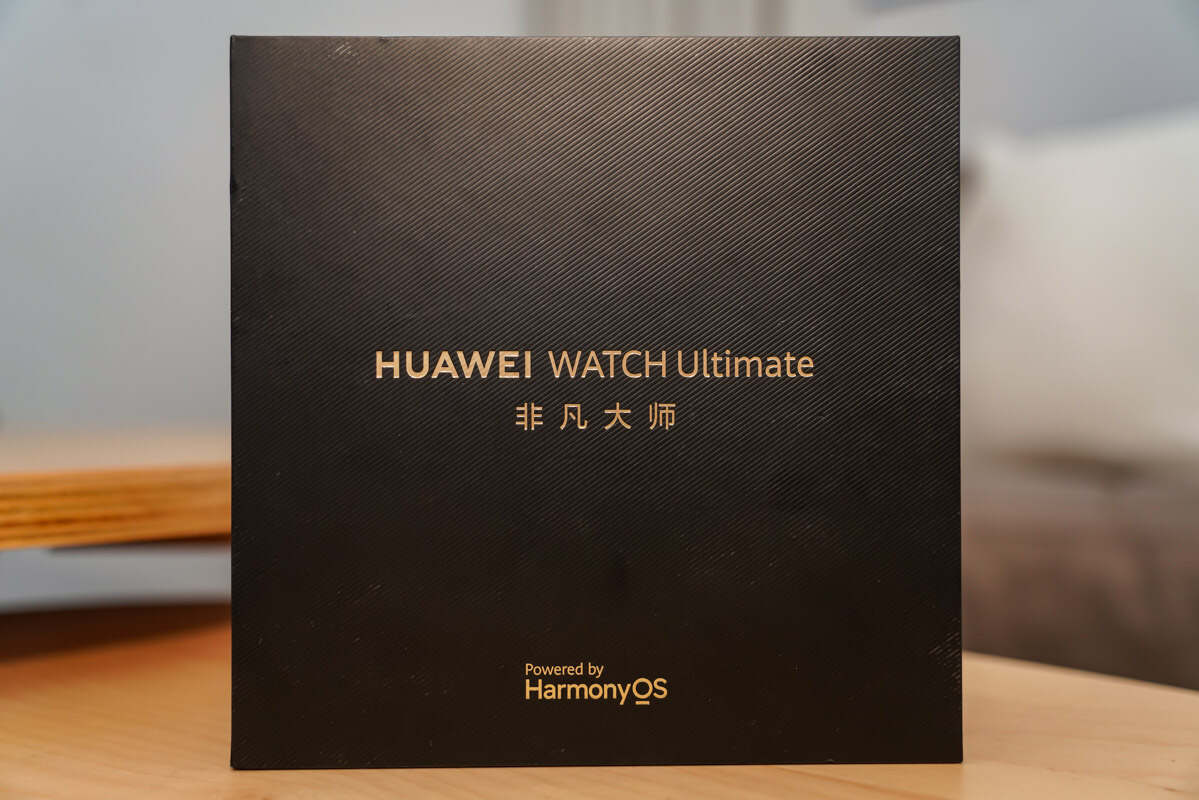 HUAWEI WATCH Ultimate
非凡大师
Powered by
HarmonyOS